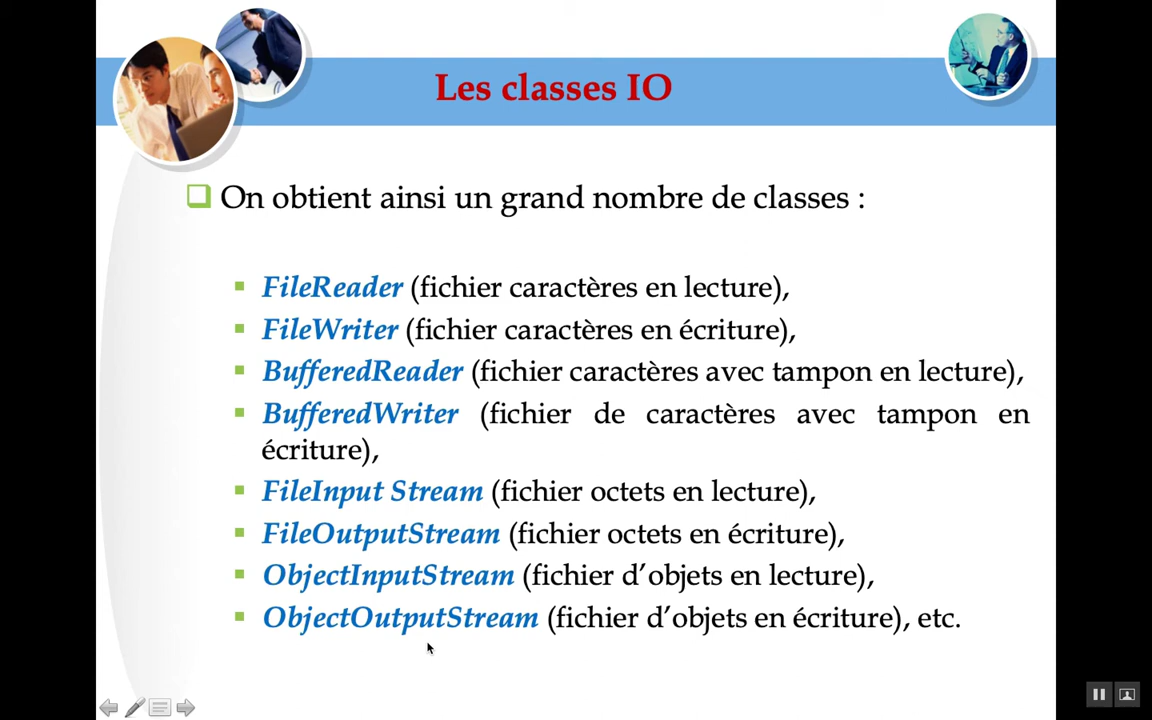 Les classes IO
On obtient ainsi un grand nombre de classes :
FileReader (fichier caractères en lecture),
FileWriter (fichier caractères en écriture),
BufferedReader (fichier caractères avec tampon en lecture),
BufferedWriter (fichier de caractères avec tampon en
écriture),
FileInput Stream (fichier octets en lecture),
FileOutputStream (fichier octets en écriture),
ObjectInputStream (fichier d’objets en lecture),
ObjectOutputStream (fichier d’objets en écriture), etc.